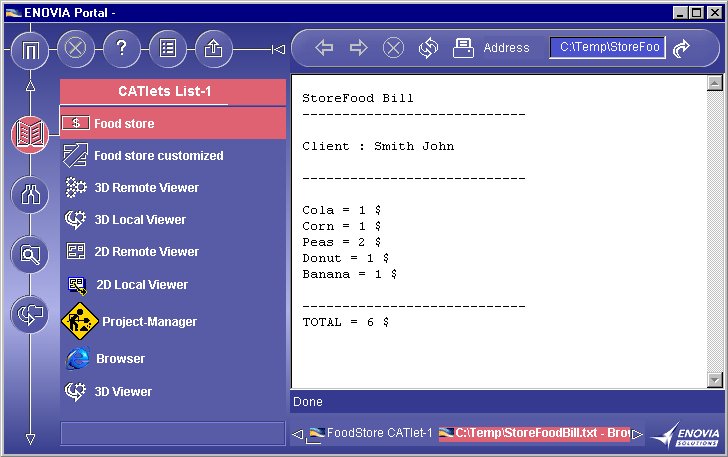 ENOVIA Portal -
?
Address C:\Temp\StoreFoo
CATlets List-1
$ Food store
Food store customized
3D Remote Viewer
3D Local Viewer
2D Remote Viewer
2D Local Viewer
Project-Manager
Browser
3D Viewer
StoreFood Bill
----------------------------
Client : Smith John
----------------------------
Cola = 1 $
Corn = 1 $
Peas = 2 $
Donut = 1 $
Banana = 1 $
----------------------------
TOTAL = 6 $
Done
FoodStore CATlet-1 C:\Temp\StoreFoodBill.txt - Brow
ENOVIA
SOLUTIONS